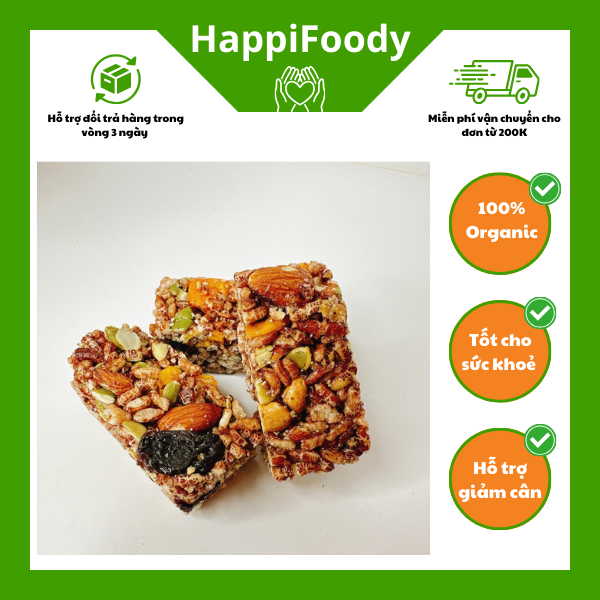 HappiFoody
Hỗ trợ đổi trả hàng trong
vòng 3 ngày
Miễn phí vận chuyển cho
đơn từ 200K
100%
Organic
Tốt cho
sức khoẻ
Hỗ trợ
giảm cân